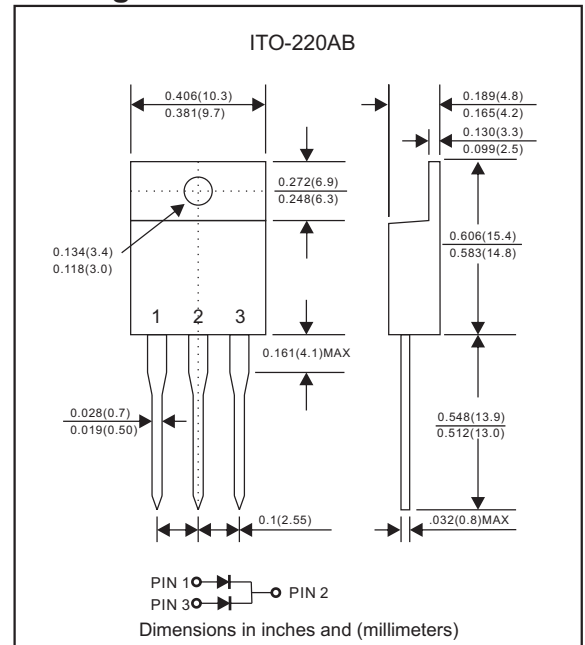 ITO-220AB
0.406(10.3)
0.381(9.7)
0.189(4.8)
0.165(4.2)
0.130(3.3)
0.099(2.5)
0.272(6.9)
0.248(6.3)
0.606(15.4)
0.583(14.8)
0.134(3.4)
0.118(3.0)
1 2 3
0.161(4.1)MAX
0.028(0.7)
0.019(0.50)
0.548(13.9)
0.512(13.0)
0.1(2.55)
.032(0.8)MAX
PIN 1
PIN 2
PIN 3
Dimensions in inches and (millimeters)